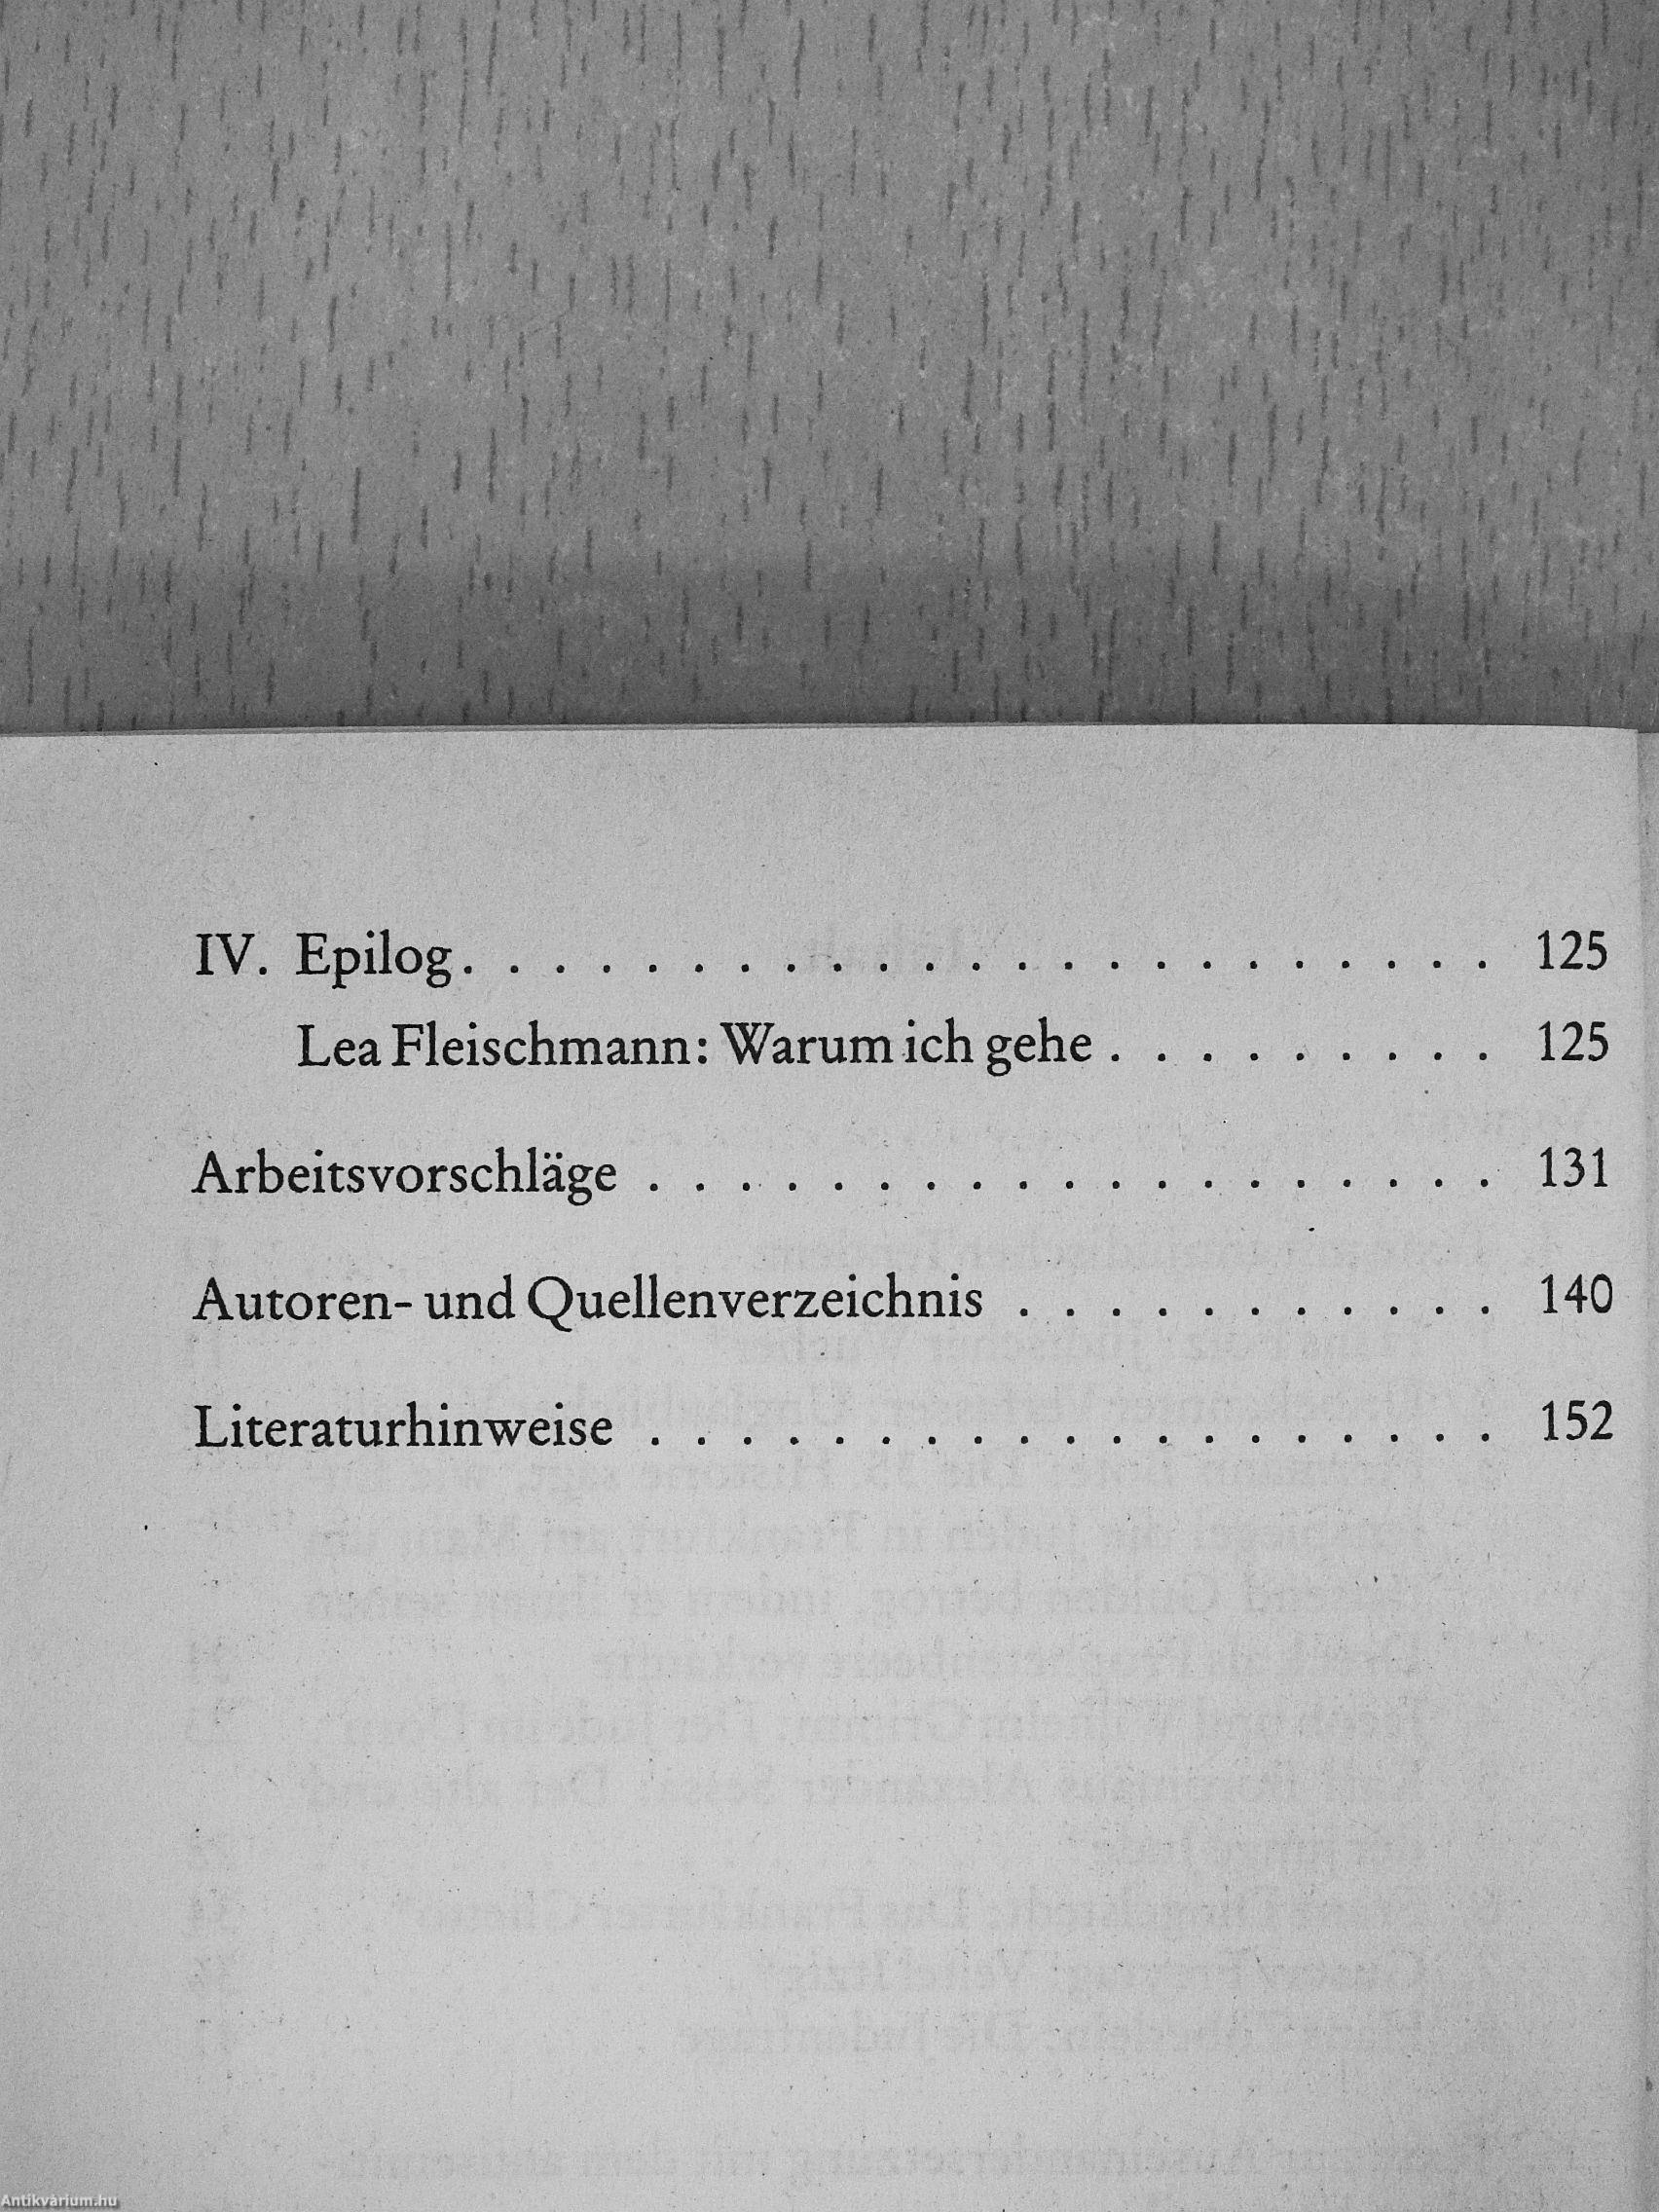 IV. Epilog . . . . . . . . . . . . . . . . . . . . . . . 125
Lea Fleischmann: Warum ich gehe . . . . . . . . . 125
Arbeitsvorschläge . . . . . . . . . . . . . . . . . . . 131
Autoren- und Quellenverzeichnis . . . . . . . . . . . 140
Literaturhinweise . . . . . . . . . . . . . . . . . . . 152
Antikvarium.hu